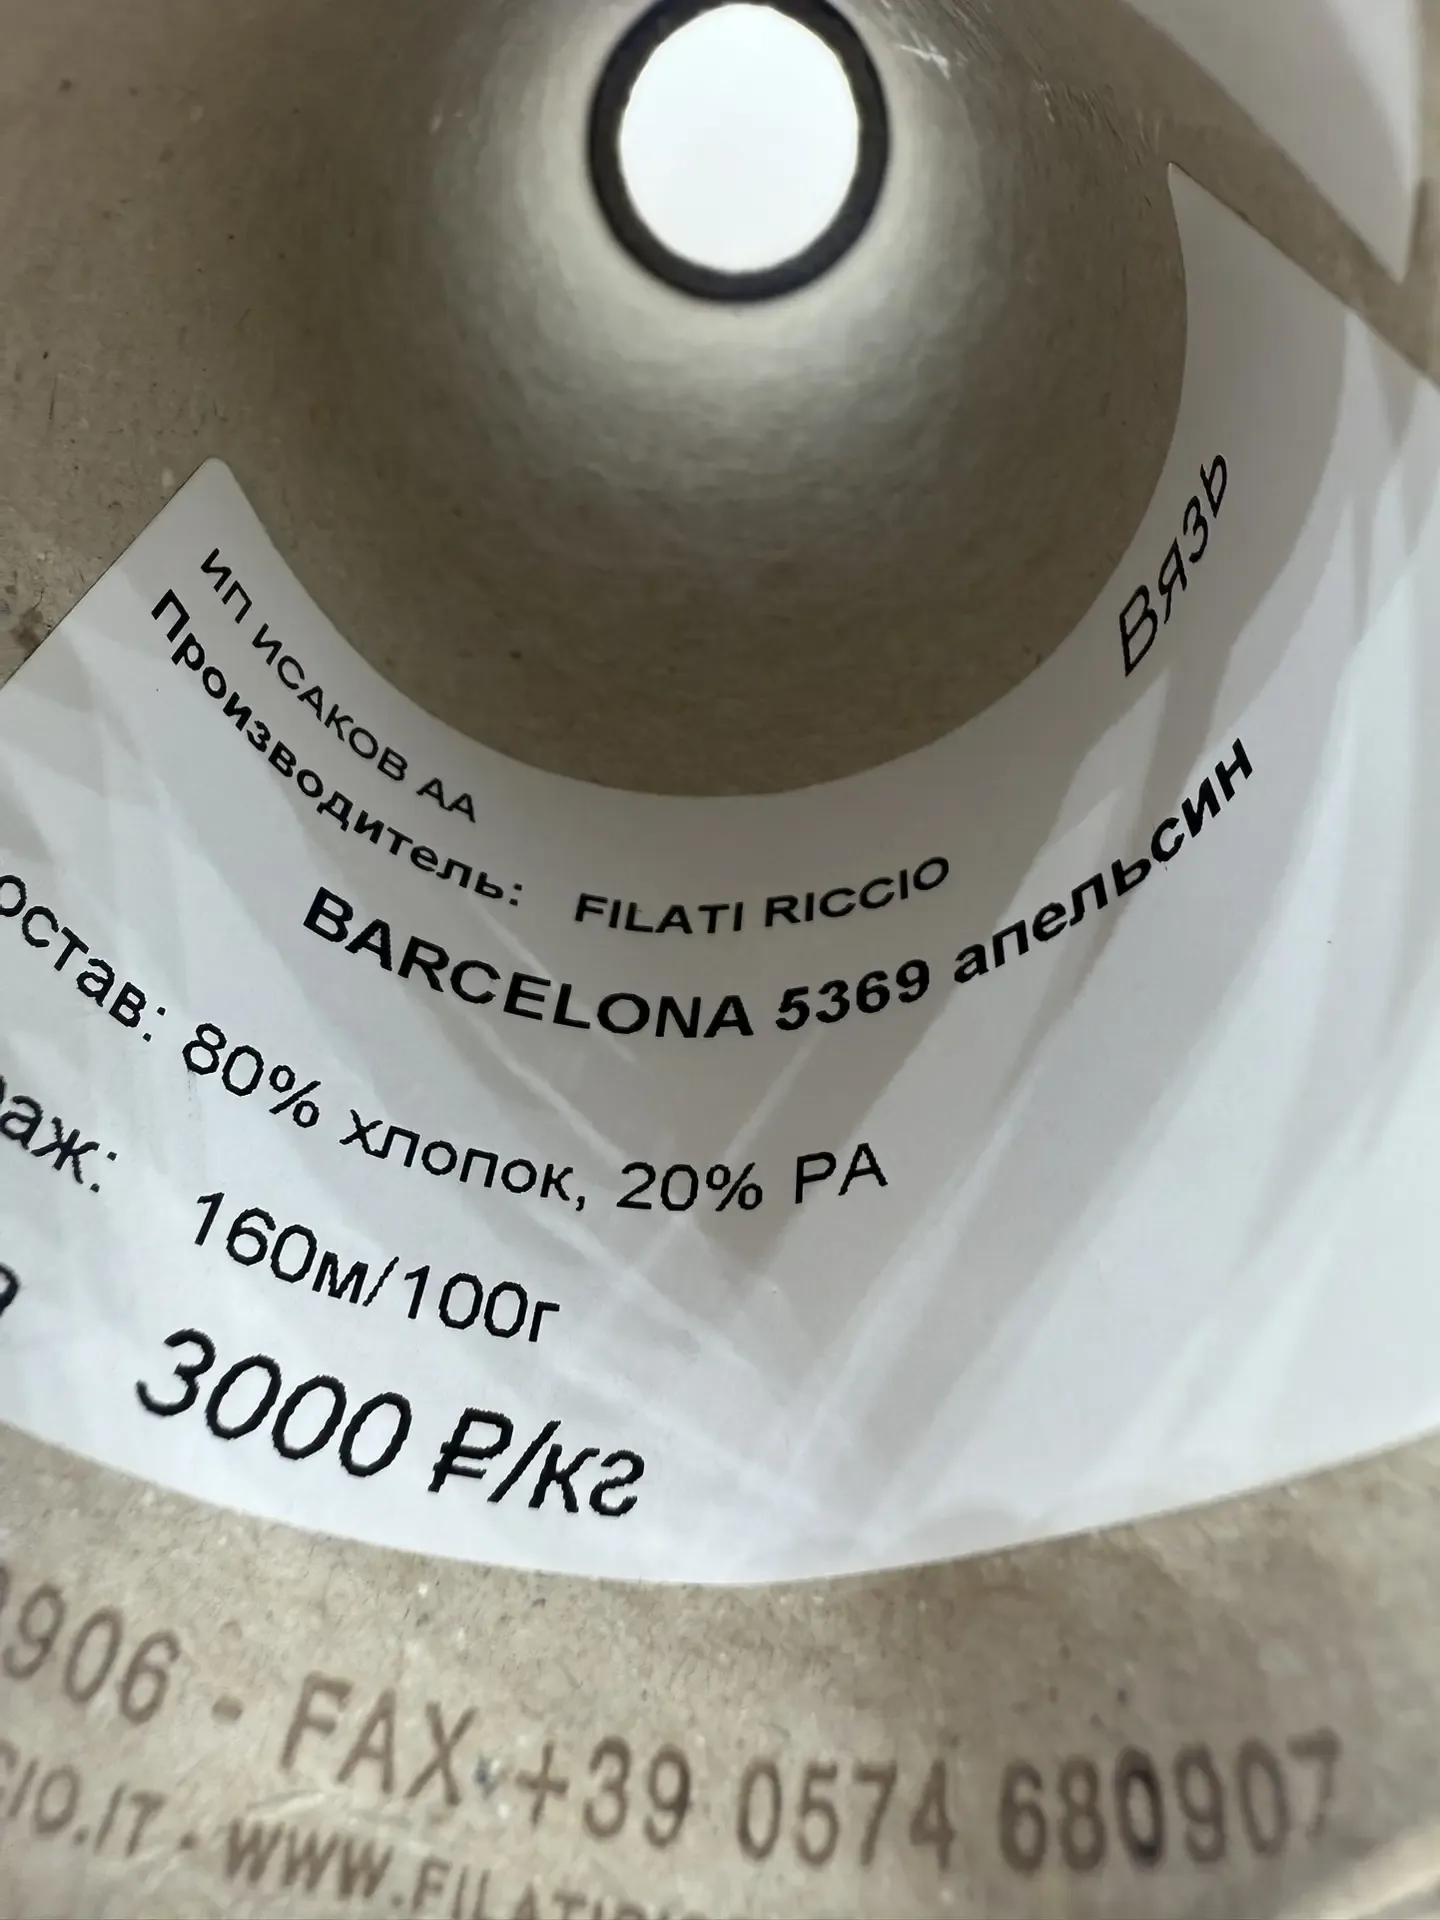 ИП ИСАКОВ АА
Вязь
Производитель: FILATI RICCIO
BARCELONA 5369 апельсин
остав: 80% хлопок, 20% РА
аж: 160м/100г
3000 ₽/кг
906 - FAX +39 0574 680907
IO.IT - WWW.FILATI